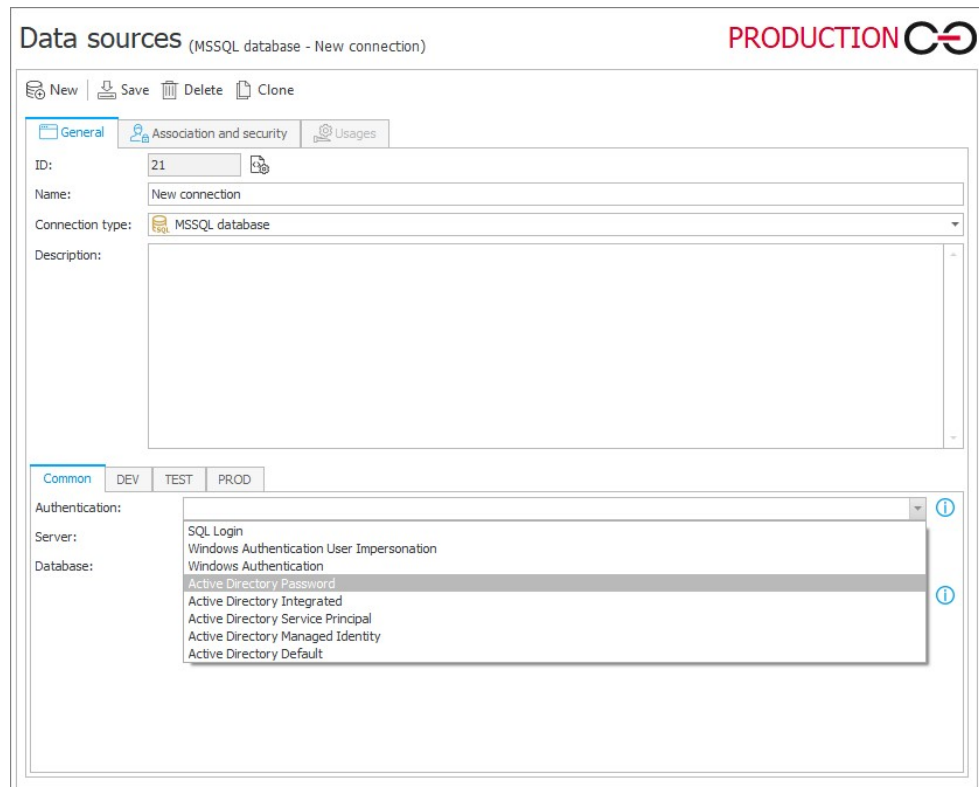 Data sources (MSSQL database - New connection)
PRODUCTION
New Save Delete Clone
General Association and security Usages
ID: 21
Name: New connection
Connection type: MSSQL database
Description:
Common DEV TEST PROD
Authentication:
Server:
Database:
SQL Login
Windows Authentication User Impersonation
Windows Authentication
Active Directory Password
Active Directory Integrated
Active Directory Service Principal
Active Directory Managed Identity
Active Directory Default